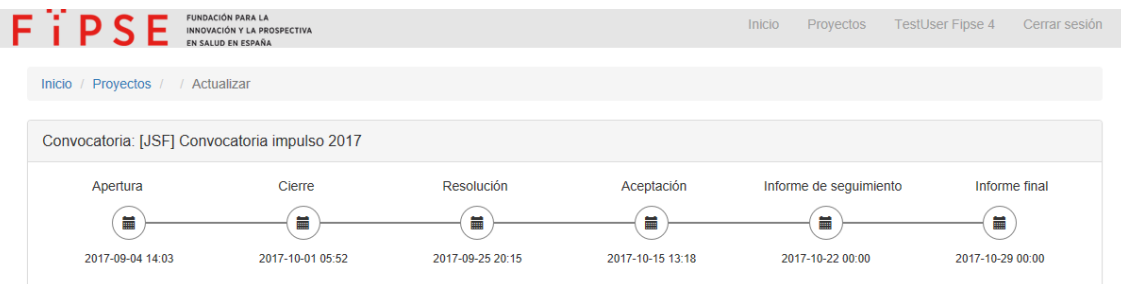 FiPSE
FUNDACIÓN PARA LA
INNOVACIÓN Y LA PROSPECTIVA
EN SALUD EN ESPAÑA
Inicio Proyectos TestUser Fipse 4 Cerrar sesión
Inicio / Proyectos / / Actualizar
Convocatoria: [JSF] Convocatoria impulso 2017
Apertura Cierre Resolución Aceptación Informe de seguimiento Informe final
2017-09-04 14:03 2017-10-01 05:52 2017-09-25 20:15 2017-10-15 13:18 2017-10-22 00:00 2017-10-29 00:00